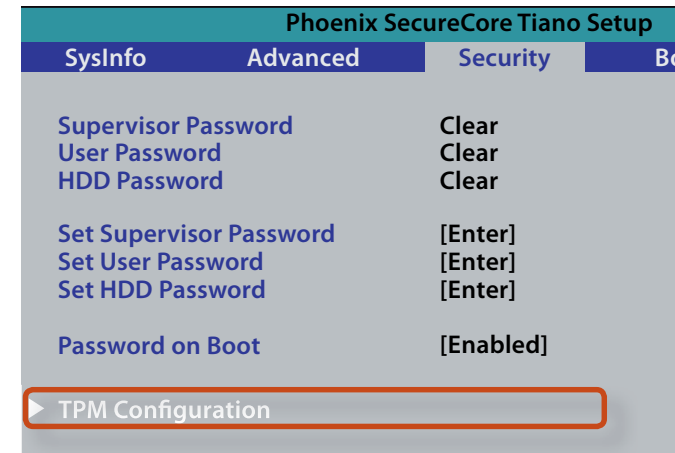 Phoenix SecureCore Tiano Setup
SysInfo Advanced Security
Supervisor Password Clear
User Password Clear
HDD Password Clear
Set Supervisor Password [Enter]
Set User Password [Enter]
Set HDD Password [Enter]
Password on Boot [Enabled]
TPM Configuration